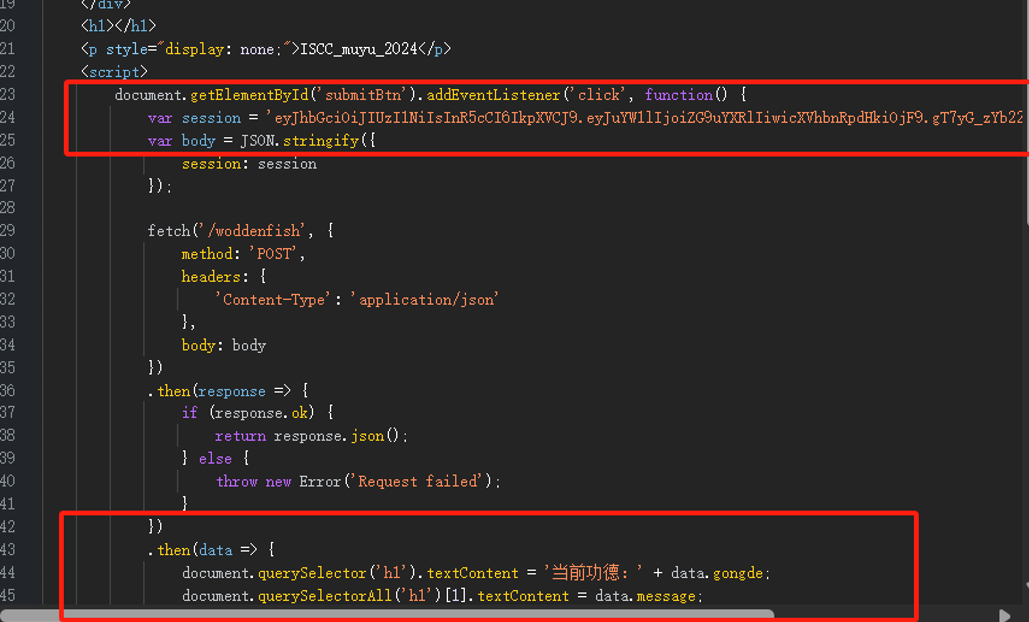 19 </div>
20 <h1></h1>
21 <p style="display: none;">ISCC_muyu_2024</p>
22 <script>
23 document.getElementById('submitBtn').addEventListener('click', function() {
24 var session = 'eyJhbGciOiJIUzI1NiIsInR5cCI6IkpXVCJ9.eyJuYW1lIjoiZG9uYXRlIiwicXVhbnRpdHkiOjF9.gT7yG_zYb22
25 var body = JSON.stringify({
26 session: session
27 });
28
29 fetch('/woddenfish', {
30 method: 'POST',
31 headers: {
32 'Content-Type': 'application/json'
33 },
34 body: body
35 })
36 .then(response => {
37 if (response.ok) {
38 return response.json();
39 } else {
40 throw new Error('Request failed');
41 }
42 })
43 .then(data => {
44 document.querySelector('h1').textContent = '当前功德：' + data.gongde;
45 document.querySelectorAll('h1')[1].textContent = data.message;